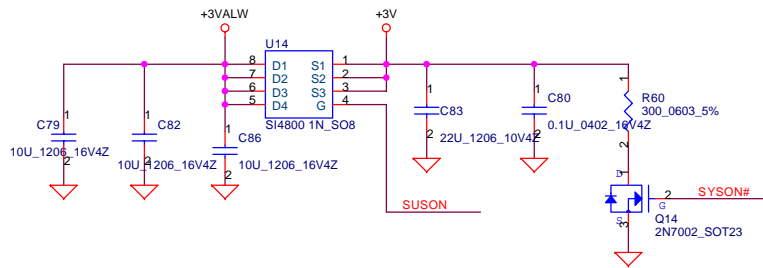 +3VALW
+3V
U14
8 D1 S1 1
7 D2 S2 2
6 D3 S3 3
5 D4 G 4
SI4800 1N_SO8
1
C79
2
10U_1206_16V4Z
1
C82
2
10U_1206_16V4Z
1
C86
2
10U_1206_16V4Z
1
C83
2
22U_1206_10V4Z
1
C80
2
0.1U_0402_16V4Z
1
R60
300_0603_5%
2
SUSON
1
D
2
G
SYSON#
S
3
Q14
2N7002_SOT23